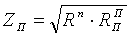 Z_П = √(R^n · R_П^П)